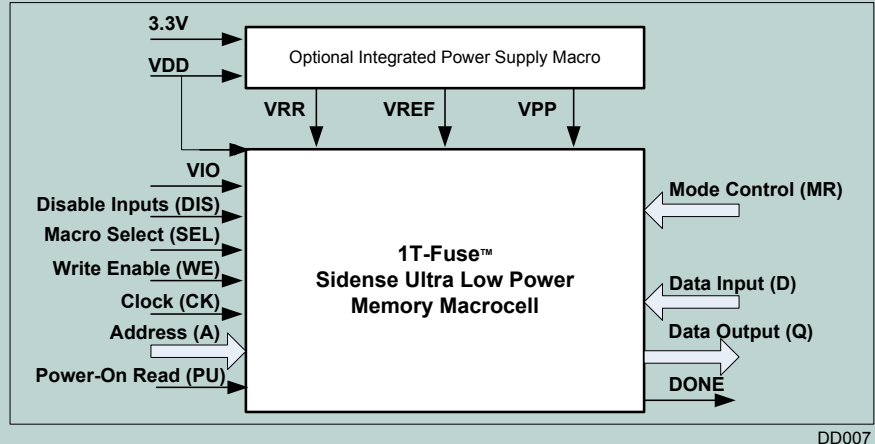 3.3V
Optional Integrated Power Supply Macro
VDD
VRR
VREF
VPP
VIO
Disable Inputs (DIS)
Macro Select (SEL)
Write Enable (WE)
Clock (CK)
Address (A)
Power-On Read (PU)
1T-Fuse™
Sidense Ultra Low Power
Memory Macrocell
Mode Control (MR)
Data Input (D)
Data Output (Q)
DONE
DD007